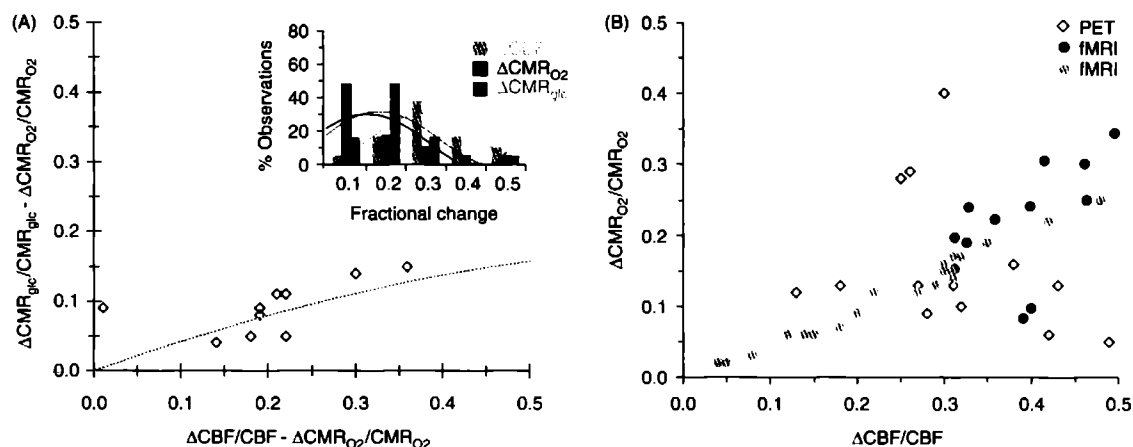 (A)
0.5
0.4
0.3
0.2
0.1
0.0
ΔCMRglc/CMRglc - ΔCMRO2/CMRO2
0.0 0.1 0.2 0.3 0.4 0.5
ΔCBF/CBF - ΔCMRO2/CMRO2
80
60
40
20
0
% Observations
0.1 0.2 0.3 0.4 0.5
Fractional change
ΔCMRO2
ΔCMRglc
(B)
0.5
0.4
0.3
0.2
0.1
0.0
ΔCMRO2/CMRO2
0.0 0.1 0.2 0.3 0.4 0.5
ΔCBF/CBF
PET
fMRI
fMRI